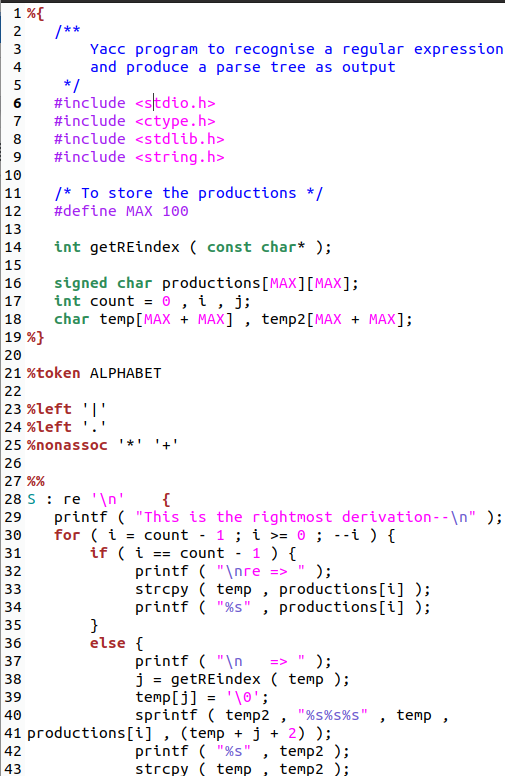 1 %{
2    /**
3        Yacc program to recognise a regular expression
4        and produce a parse tree as output
5     */
6    #include <stdio.h>
7    #include <ctype.h>
8    #include <stdlib.h>
9    #include <string.h>
10
11    /* To store the productions */
12    #define MAX 100
13
14    int getREindex ( const char* );
15
16    signed char productions[MAX][MAX];
17    int count = 0 , i , j;
18    char temp[MAX + MAX] , temp2[MAX + MAX];
19 %}
20
21 %token ALPHABET
22
23 %left '|'
24 %left '.'
25 %nonassoc '*' '+'
26
27 %%
28 S : re '\n'    {
29    printf ( "This is the rightmost derivation--\n" );
30    for ( i = count - 1 ; i >= 0 ; --i ) {
31        if ( i == count - 1 ) {
32            printf ( "\nre => " );
33            strcpy ( temp , productions[i] );
34            printf ( "%s" , productions[i] );
35        }
36        else {
37            printf ( "\n   => " );
38            j = getREindex ( temp );
39            temp[j] = '\0';
40            sprintf ( temp2 , "%s%s%s" , temp ,
41 productions[i] , (temp + j + 2) );
42            printf ( "%s" , temp2 );
43            strcpy ( temp , temp2 );